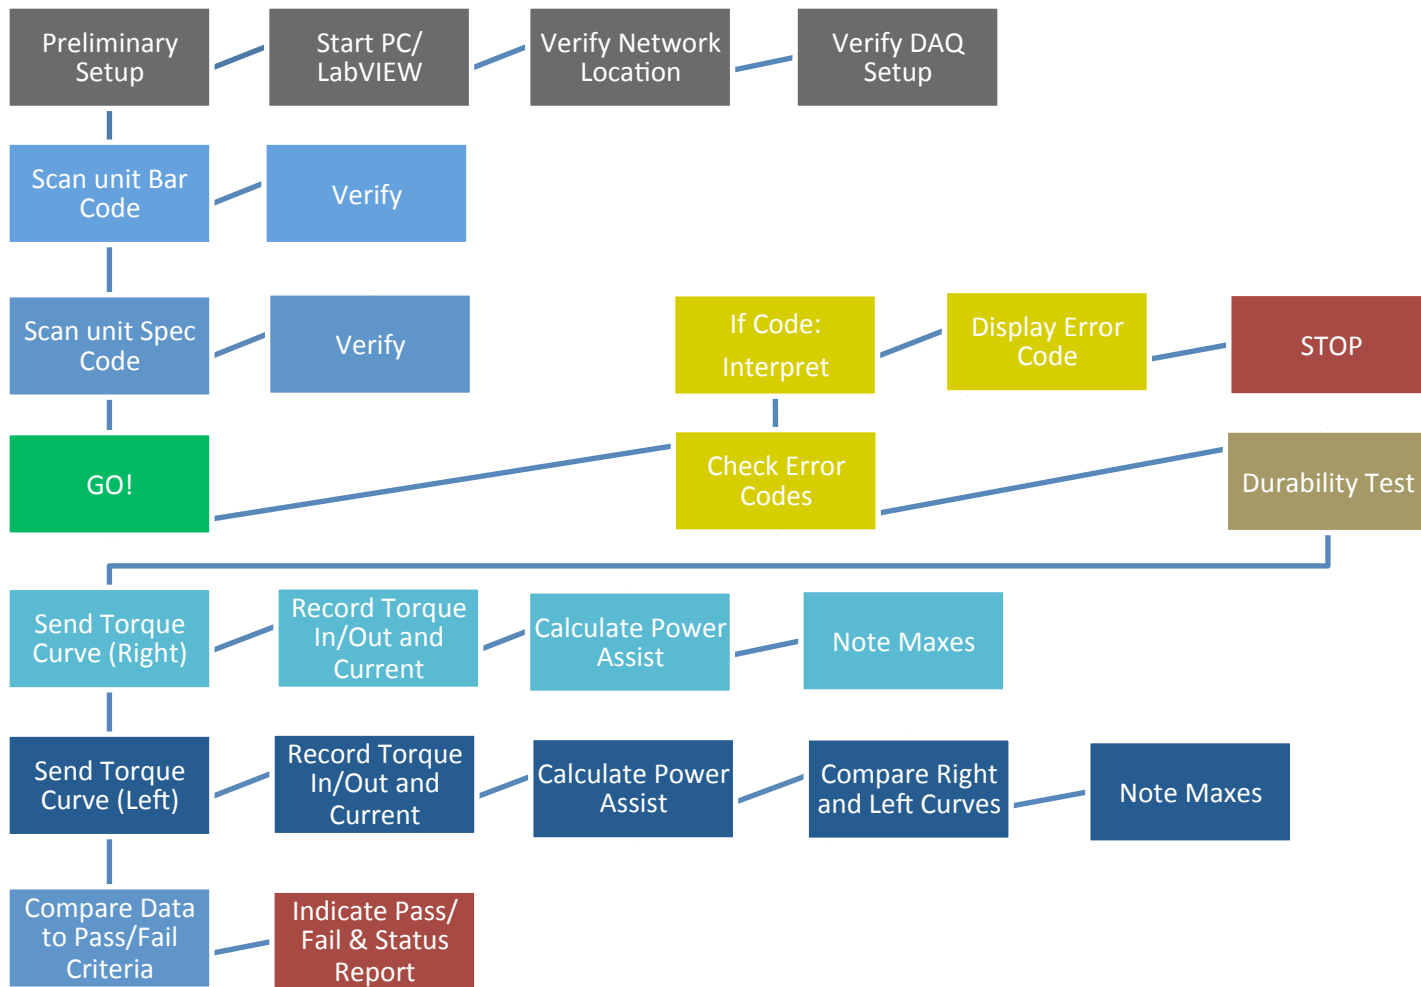 Preliminary
Setup
Start PC/
LabVIEW
Verify Network
Location
Verify DAQ
Setup
Scan unit Bar
Code
Verify
Scan unit Spec
Code
Verify
If Code:
Interpret
Display Error
Code
STOP
GO!
Check Error
Codes
Durability Test
Send Torque
Curve (Right)
Record Torque
In/Out and
Current
Calculate Power
Assist
Note Maxes
Send Torque
Curve (Left)
Record Torque
In/Out and
Current
Calculate Power
Assist
Compare Right
and Left Curves
Note Maxes
Compare Data
to Pass/Fail
Criteria
Indicate Pass/
Fail & Status
Report